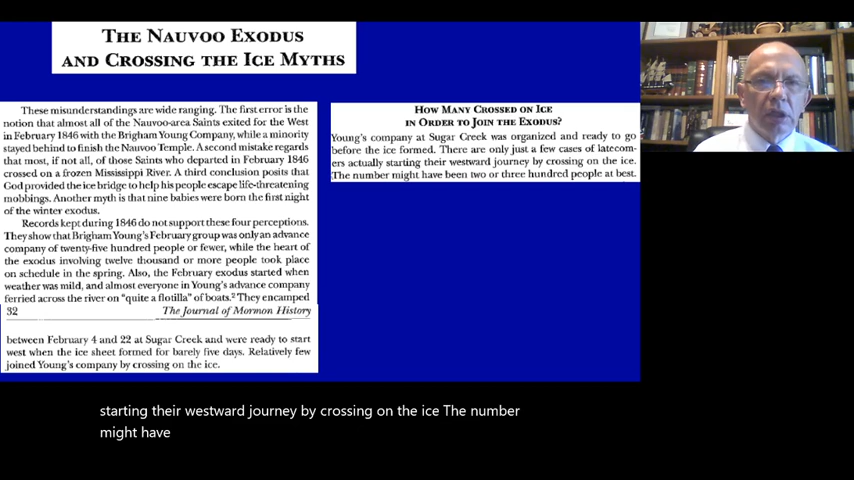 THE NAUVOO EXODUS
AND CROSSING THE ICE MYTHS
These misunderstandings are wide ranging. The first error is the
notion that almost all of the Nauvoo-area Saints exited for the West
in February 1846 with the Brigham Young Company, while a minority
stayed behind to finish the Nauvoo Temple. A second mistake regards
that most, if not all, of those Saints who departed in February 1846
crossed on a frozen Mississippi River. A third conclusion posits that
God provided the ice bridge to help his people escape life-threatening
mobbings. Another myth is that nine babies were born the first night
of the winter exodus.
Records kept during 1846 do not support these four perceptions.
They show that Brigham Young's February group was only an advance
company of twenty-five hundred people or fewer, while the heart of
the exodus involving twelve thousand or more people took place
on schedule in the spring. Also, the February exodus started when
weather was mild, and almost everyone in Young's advance company
ferried across the river on "quite a flotilla" of boats.² They encamped
32 The Journal of Mormon History
between February 4 and 22 at Sugar Creek and were ready to start
west when the ice sheet formed for barely five days. Relatively few
joined Young's company by crossing on the ice.
HOW MANY CROSSED ON ICE
IN ORDER TO JOIN THE EXODUS?
Young's company at Sugar Creek was organized and ready to go
before the ice formed. There are only just a few cases of latecom-
ers actually starting their westward journey by crossing on the ice.
The number might have been two or three hundred people at best.
starting their westward journey by crossing on the ice The number
might have